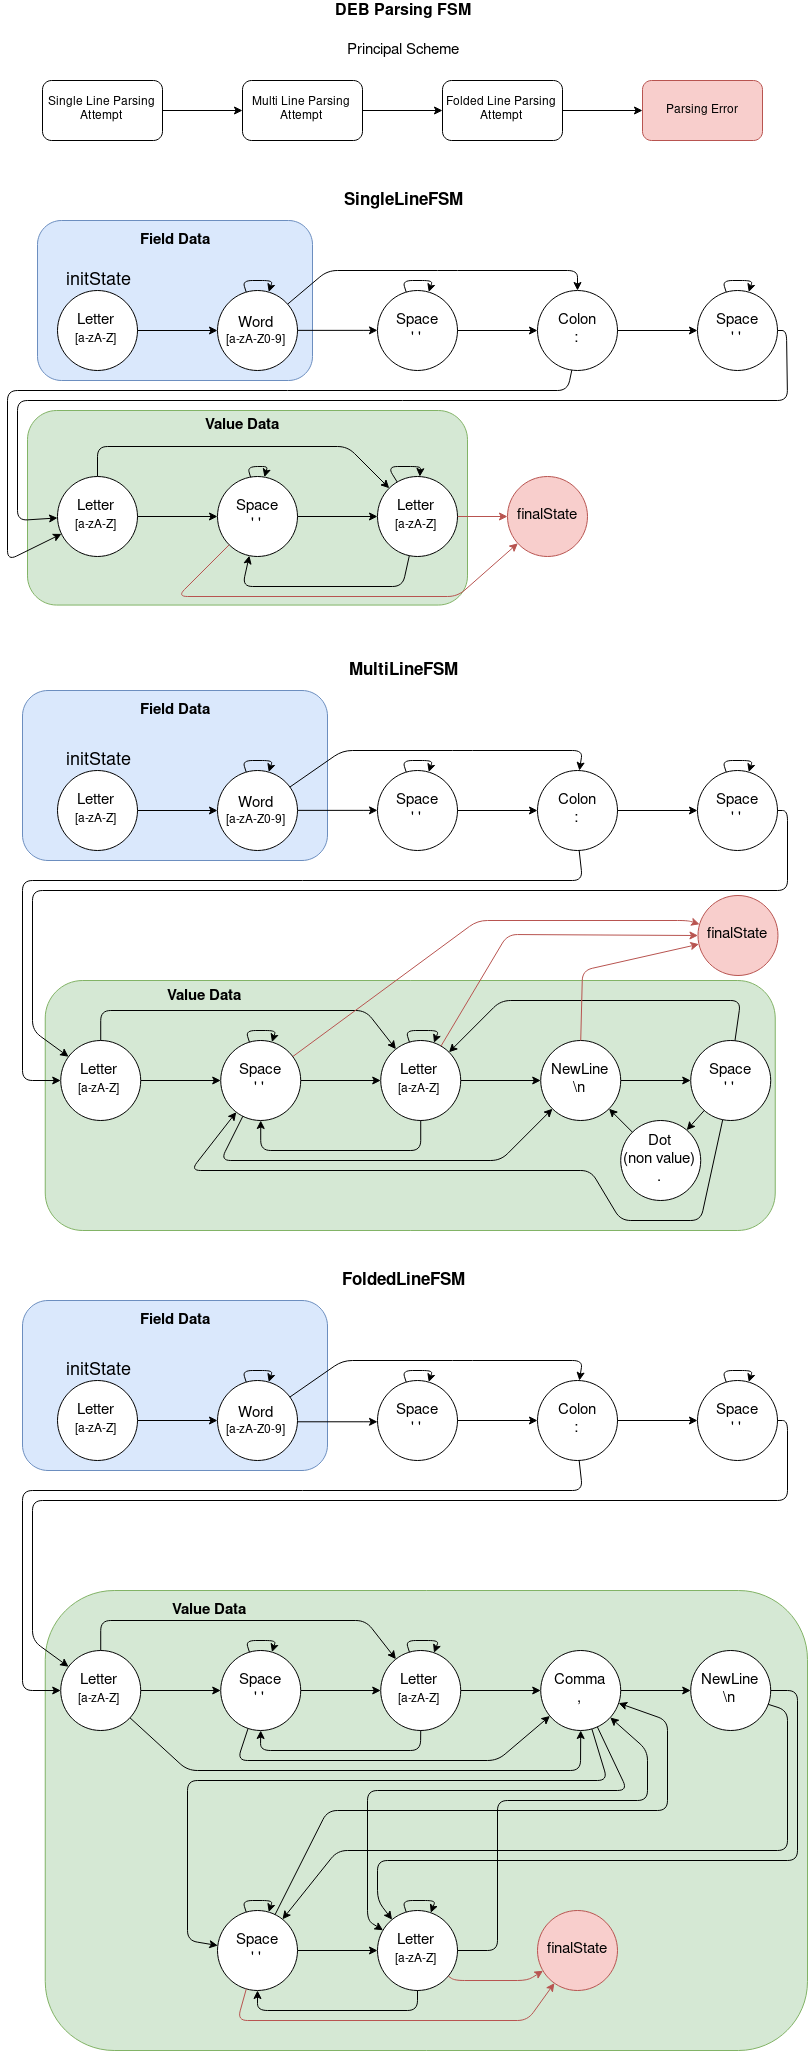 DEB Parsing FSM
Principal Scheme
Single Line Parsing
Attempt
Multi Line Parsing
Attempt
Folded Line Parsing
Attempt
Parsing Error
SingleLineFSM
Field Data
initState
Letter
[a-zA-Z]
Word
[a-zA-Z0-9]
Space
' '
Colon
:
Space
' '
Value Data
Letter
[a-zA-Z]
Space
' '
Letter
[a-zA-Z]
finalState
MultiLineFSM
Field Data
initState
Letter
[a-zA-Z]
Word
[a-zA-Z0-9]
Space
' '
Colon
:
Space
' '
finalState
Value Data
Letter
[a-zA-Z]
Space
' '
Letter
[a-zA-Z]
NewLine
\n
Space
' '
Dot
(non value)
.
FoldedLineFSM
Field Data
initState
Letter
[a-zA-Z]
Word
[a-zA-Z0-9]
Space
' '
Colon
:
Space
' '
Value Data
Letter
[a-zA-Z]
Space
' '
Letter
[a-zA-Z]
Comma
,
NewLine
\n
Space
' '
Letter
[a-zA-Z]
finalState